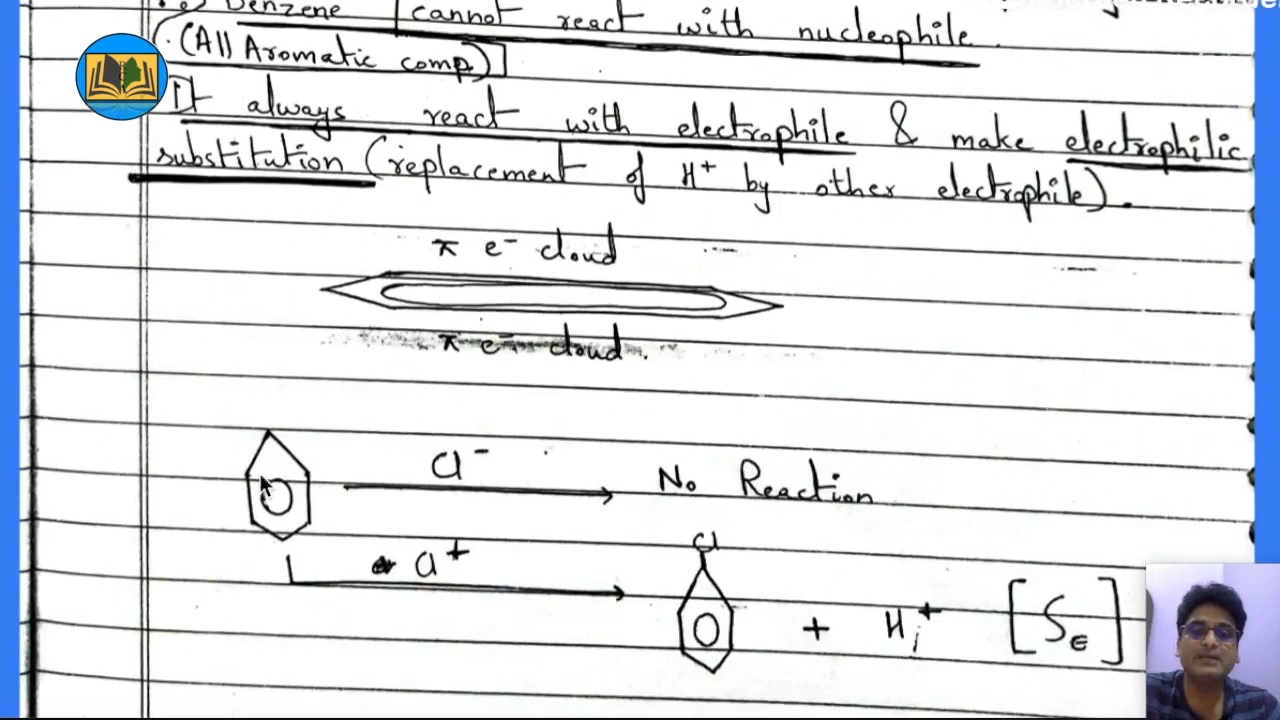 Benzene cannot react with nucleophile.
(All Aromatic comp.)
It always react with electrophile & make electrophilic
substitution (replacement of H⁺ by other electrophile).
π e⁻ cloud
π e⁻ cloud.
Cl⁻
No Reaction
Cl⁺
Cl
+ H⁺ [S_E]